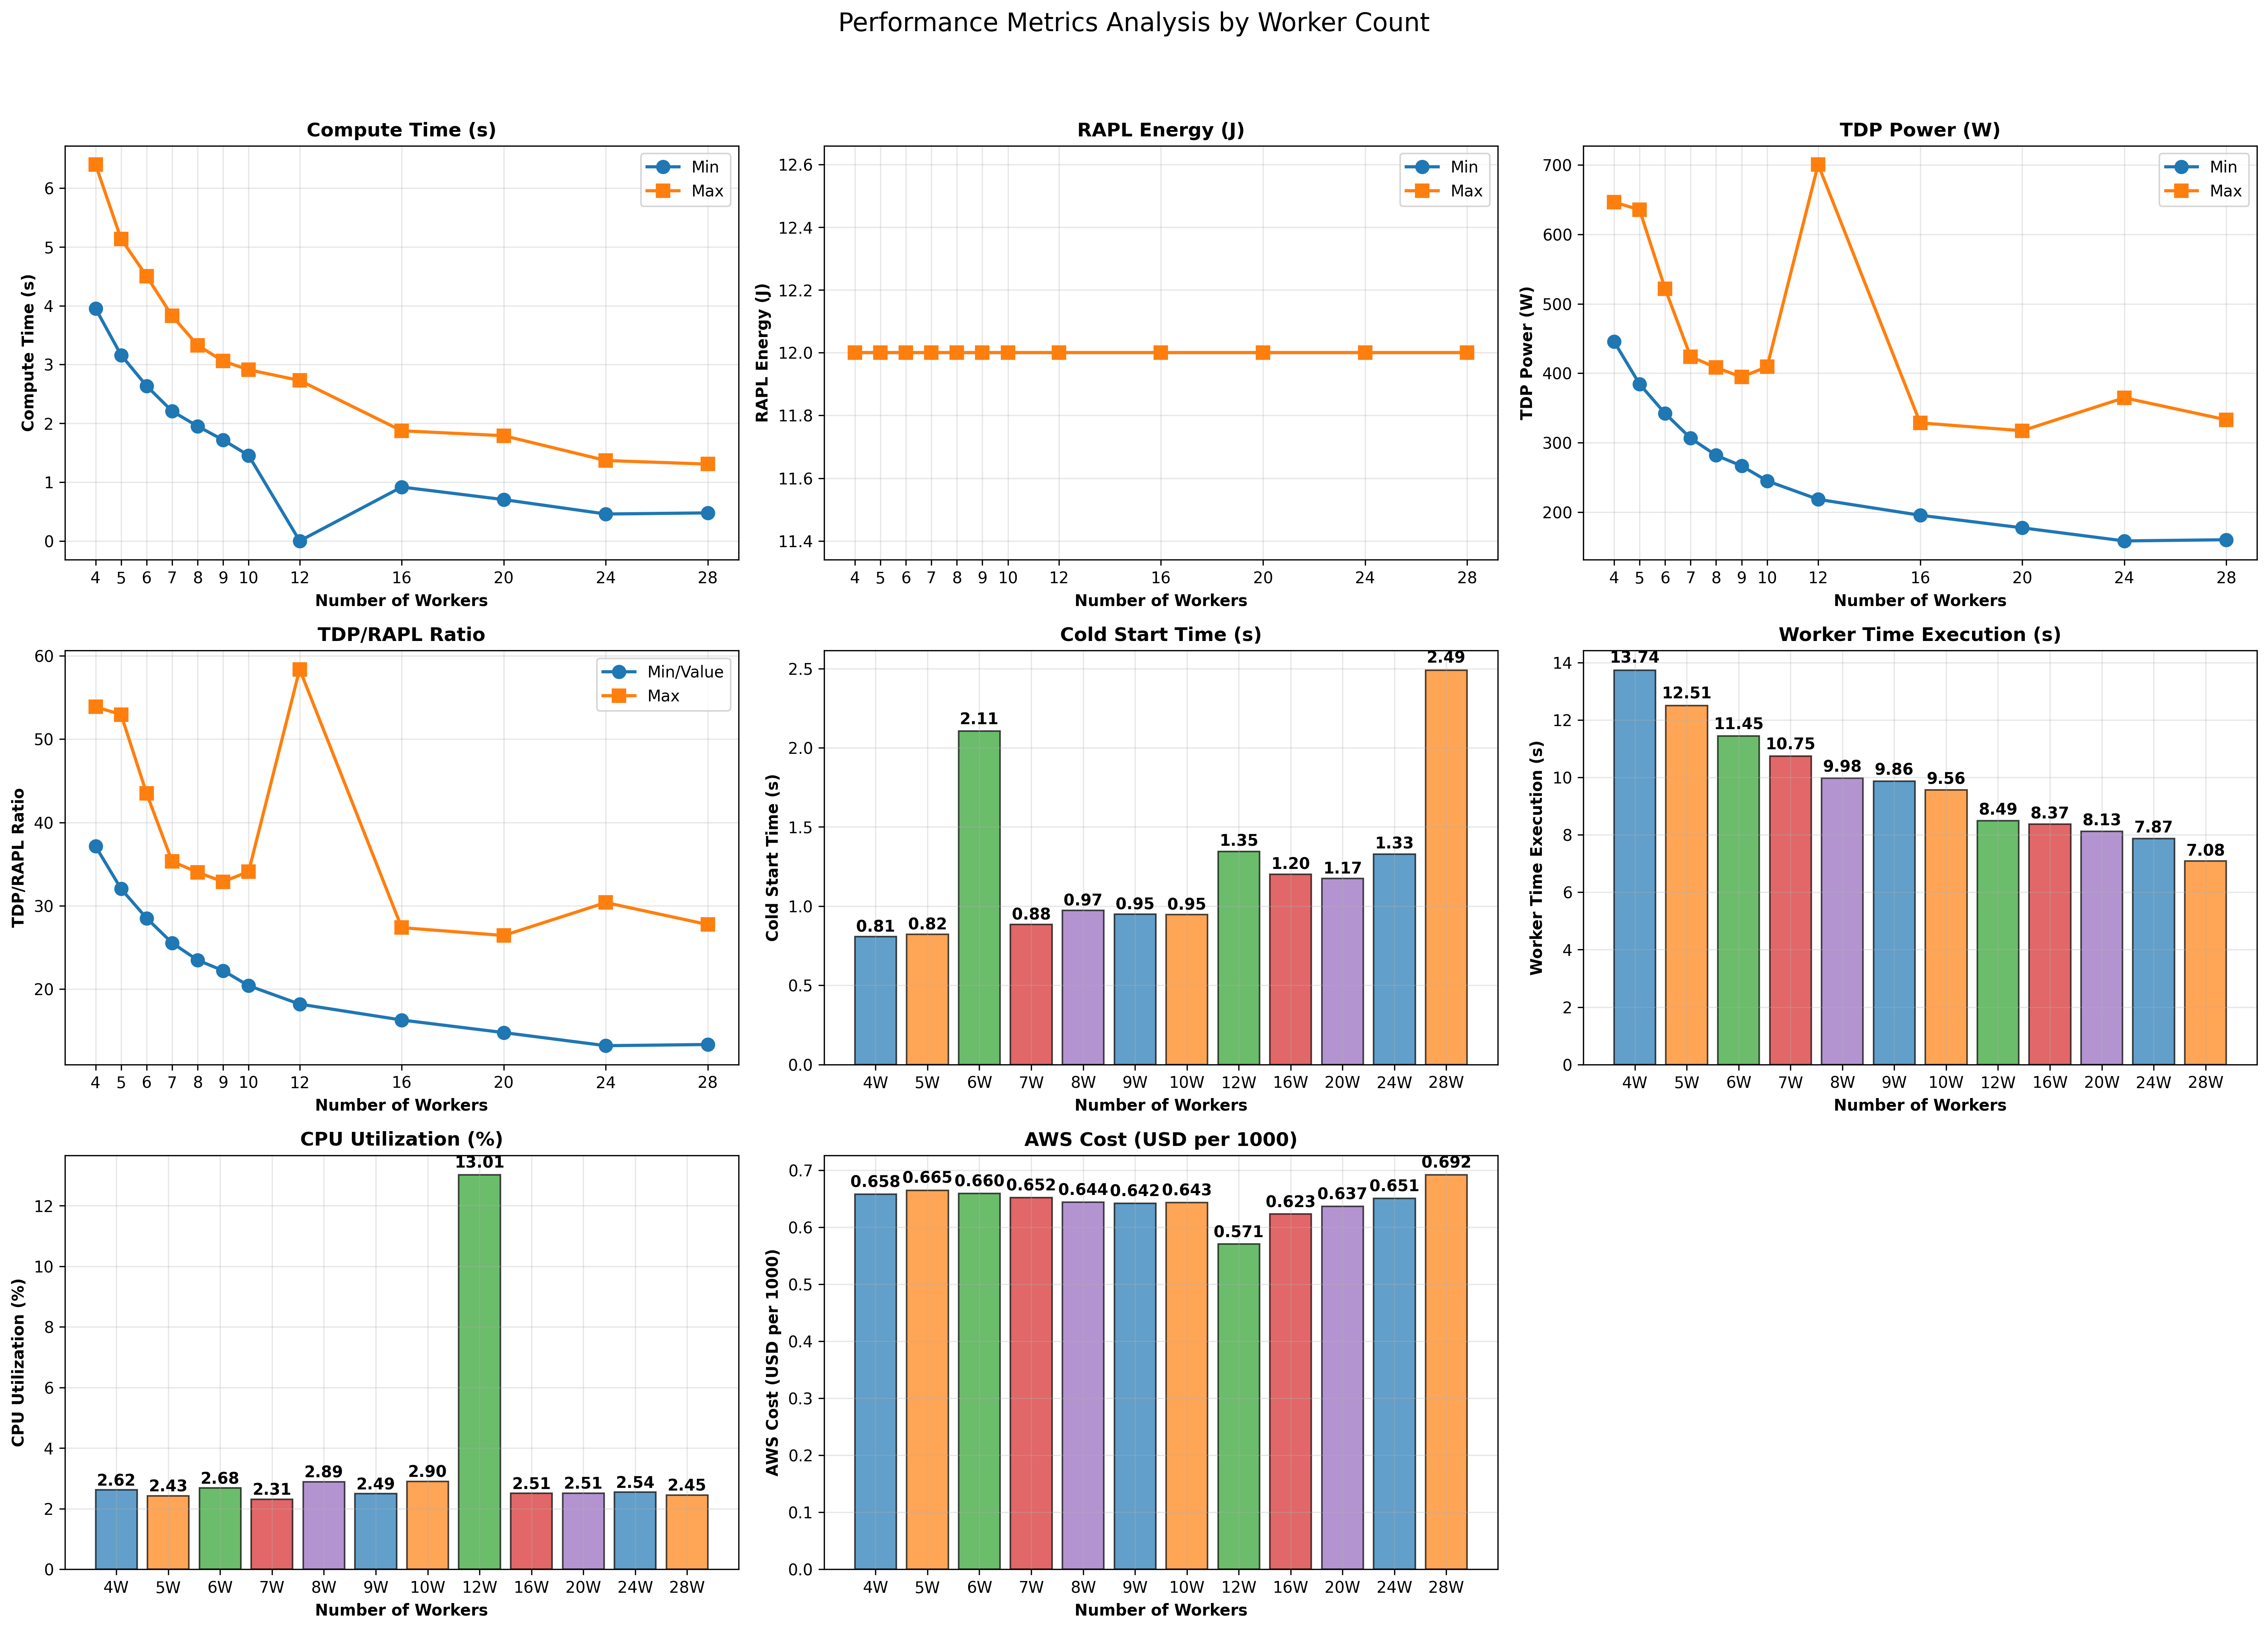 Performance Metrics Analysis by Worker Count
Compute Time (s)
Compute Time (s)
6
5
4
3
2
1
0
Min
Max
4 5 6 7 8 9 10 12 16 20 24 28
Number of Workers
RAPL Energy (J)
RAPL Energy (J)
12.6
12.4
12.2
12.0
11.8
11.6
11.4
Min
Max
4 5 6 7 8 9 10 12 16 20 24 28
Number of Workers
TDP Power (W)
TDP Power (W)
700
600
500
400
300
200
Min
Max
4 5 6 7 8 9 10 12 16 20 24 28
Number of Workers
TDP/RAPL Ratio
TDP/RAPL Ratio
60
50
40
30
20
Min/Value
Max
4 5 6 7 8 9 10 12 16 20 24 28
Number of Workers
Cold Start Time (s)
Cold Start Time (s)
2.5
2.0
1.5
1.0
0.5
0.0
0.81 0.82 2.11 0.88 0.97 0.95 0.95 1.35 1.20 1.17 1.33 2.49
4W 5W 6W 7W 8W 9W 10W 12W 16W 20W 24W 28W
Number of Workers
Worker Time Execution (s)
Worker Time Execution (s)
14
12
10
8
6
4
2
0
13.74 12.51 11.45 10.75 9.98 9.86 9.56 8.49 8.37 8.13 7.87 7.08
4W 5W 6W 7W 8W 9W 10W 12W 16W 20W 24W 28W
Number of Workers
CPU Utilization (%)
CPU Utilization (%)
12
10
8
6
4
2
0
2.62 2.43 2.68 2.31 2.89 2.49 2.90 13.01 2.51 2.51 2.54 2.45
4W 5W 6W 7W 8W 9W 10W 12W 16W 20W 24W 28W
Number of Workers
AWS Cost (USD per 1000)
AWS Cost (USD per 1000)
0.7
0.6
0.5
0.4
0.3
0.2
0.1
0.0
0.658 0.665 0.660 0.652 0.644 0.642 0.643 0.571 0.623 0.637 0.651 0.692
4W 5W 6W 7W 8W 9W 10W 12W 16W 20W 24W 28W
Number of Workers